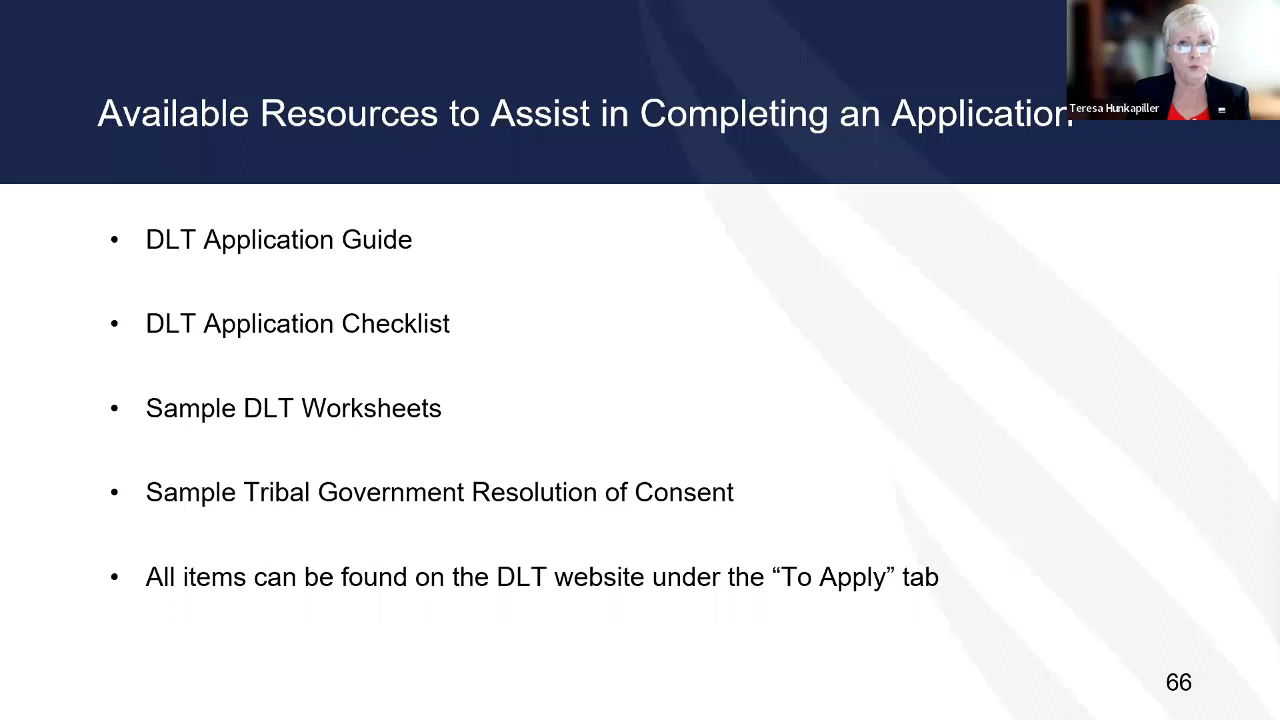 Available Resources to Assist in Completing an Application
Teresa Hunkapiller
• DLT Application Guide
• DLT Application Checklist
• Sample DLT Worksheets
• Sample Tribal Government Resolution of Consent
• All items can be found on the DLT website under the “To Apply” tab
66